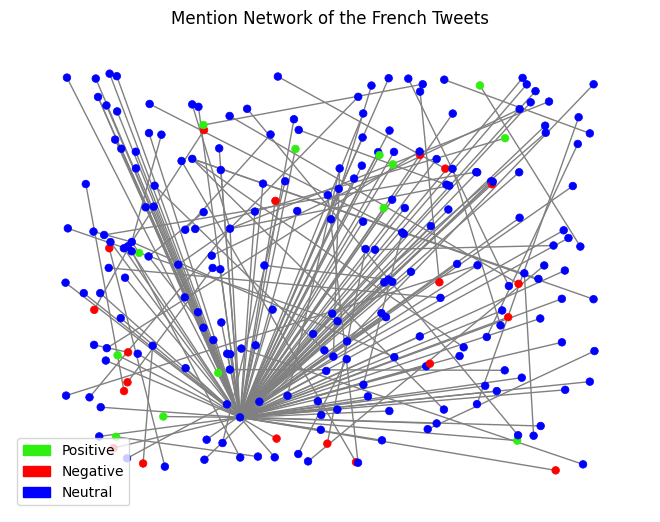 Mention Network of the French Tweets
Positive
Negative
Neutral